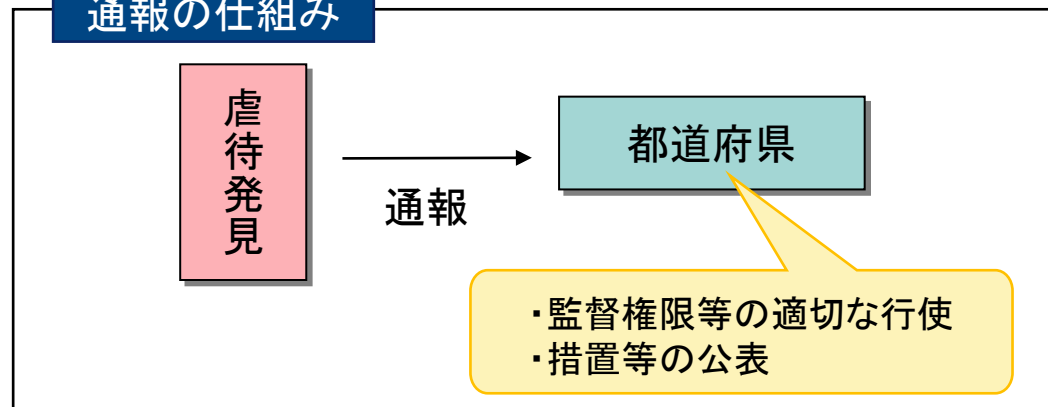 通報の仕組み
虐待発見
通報
都道府県
・監督権限等の適切な行使
・措置等の公表